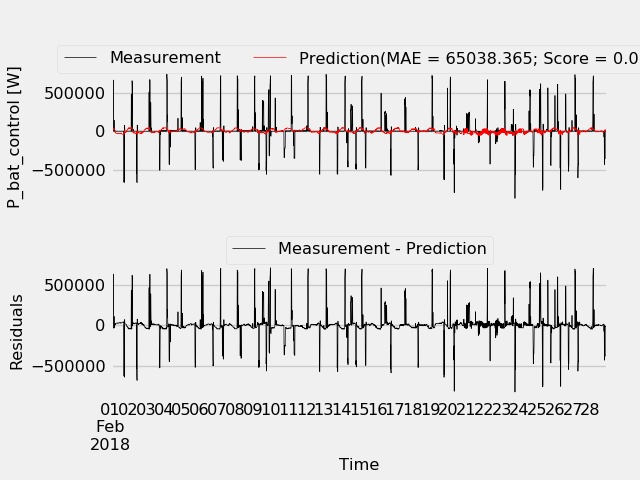 Measurement Prediction(MAE = 65038.365; Score = 0.0
P_bat_control [W]
500000
0
−500000
Measurement - Prediction
Residuals
500000
0
−500000
01020304050607080910111213141516171819202122232425262728
Feb
2018
Time